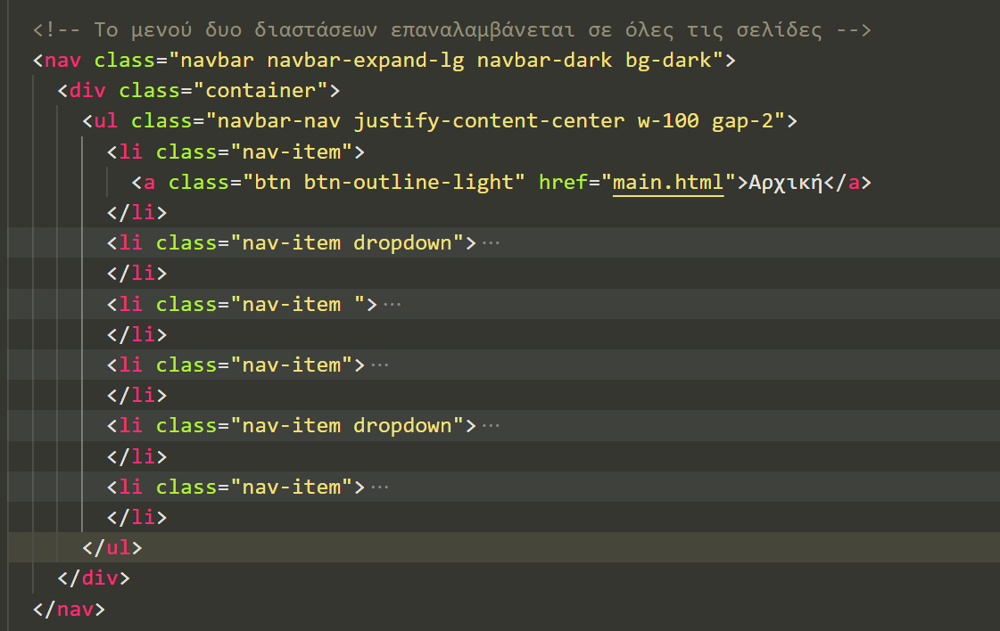 <!-- Το μενού δυο διαστάσεων επαναλαμβάνεται σε όλες τις σελίδες -->
<nav class="navbar navbar-expand-lg navbar-dark bg-dark">
<div class="container">
<ul class="navbar-nav justify-content-center w-100 gap-2">
<li class="nav-item">
<a class="btn btn-outline-light" href="main.html">Αρχική</a>
</li>
<li class="nav-item dropdown">···
</li>
<li class="nav-item ">···
</li>
<li class="nav-item">···
</li>
<li class="nav-item dropdown">···
</li>
<li class="nav-item">···
</li>
</ul>
</div>
</nav>